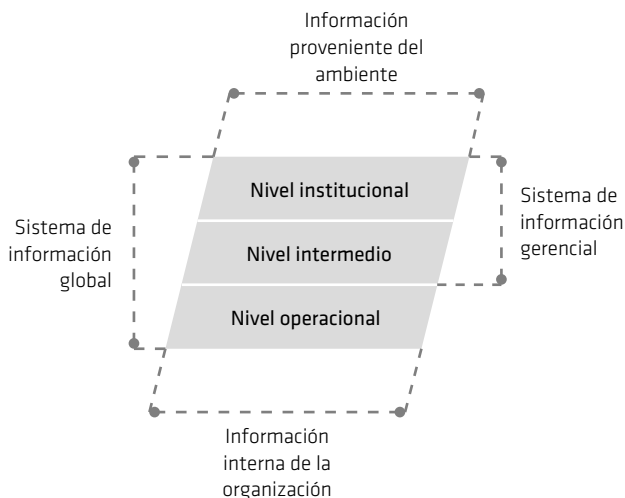 Información
proveniente del
ambiente
Nivel institucional
Nivel intermedio
Nivel operacional
Sistema de
información
global
Sistema de
información
gerencial
Información
interna de la
organización